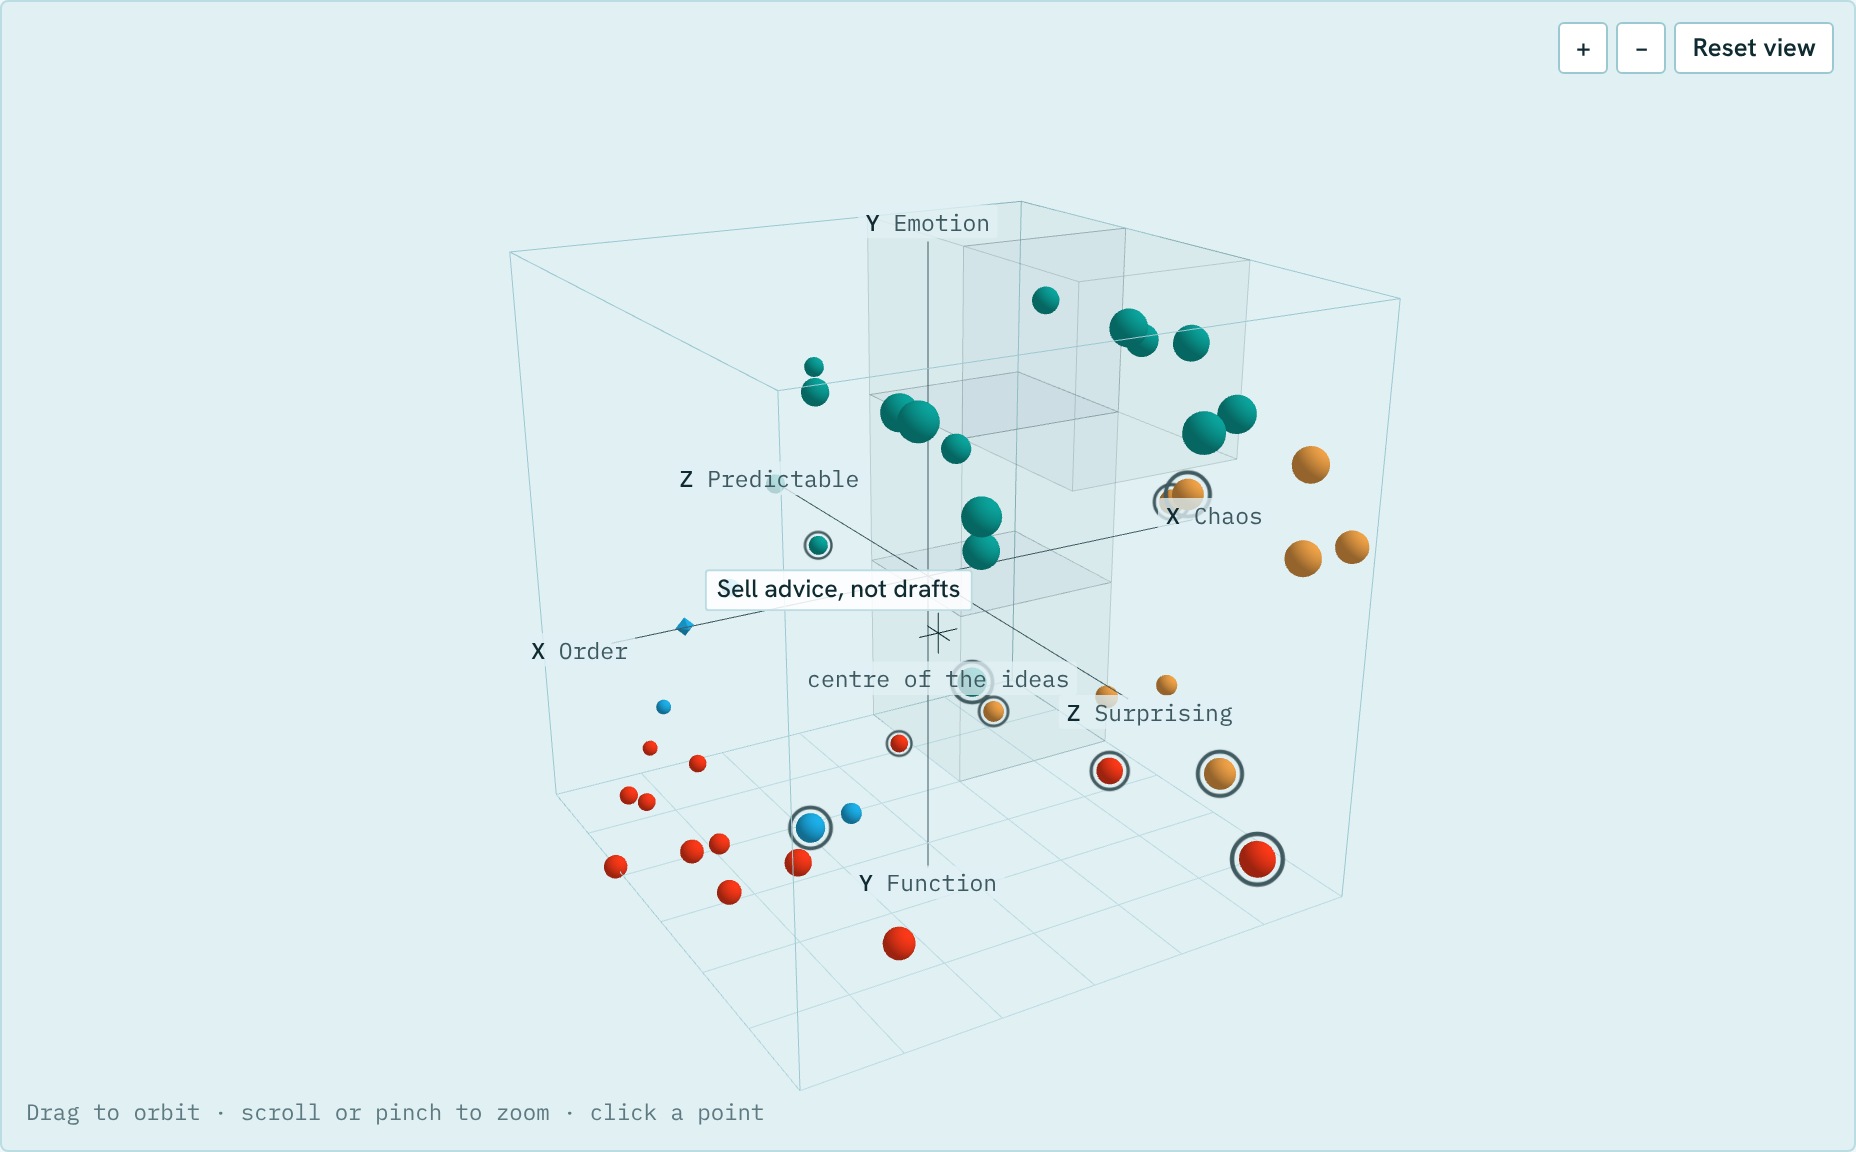 +
–
Reset view
Y Emotion
Z Predictable
X Chaos
Sell advice, not drafts
X Order
centre of the ideas
Z Surprising
Y Function
Drag to orbit · scroll or pinch to zoom · click a point